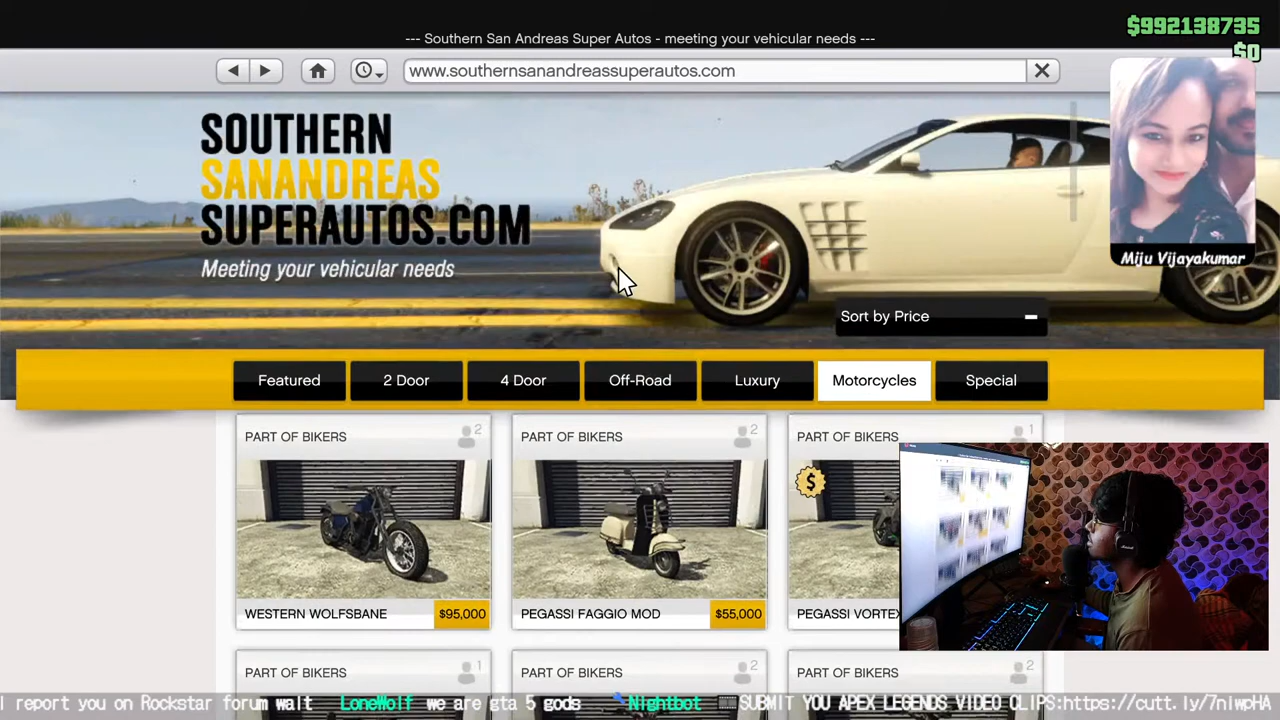 --- Southern San Andreas Super Autos - meeting your vehicular needs ---
$992138735
$0
www.southernsanandreassuperautos.com
SOUTHERN
SANANDREAS
SUPERAUTOS.COM
Meeting your vehicular needs
Miju Vijayakumar
Sort by Price
Featured
2 Door
4 Door
Off-Road
Luxury
Motorcycles
Special
PART OF BIKERS 2
PART OF BIKERS 2
PART OF BIKERS 1
$
WESTERN WOLFSBANE $95,000
PEGASSI FAGGIO MOD $55,000
PEGASSI VORTEX
PART OF BIKERS 1
PART OF BIKERS 2
PART OF BIKERS 2
report you on Rockstar forum wait LoneWolf we are gta 5 gods Nightbot SUBMIT YOU APEX LEGENDS VIDEO CLIPS:https://cutt.ly/7nIwpHA